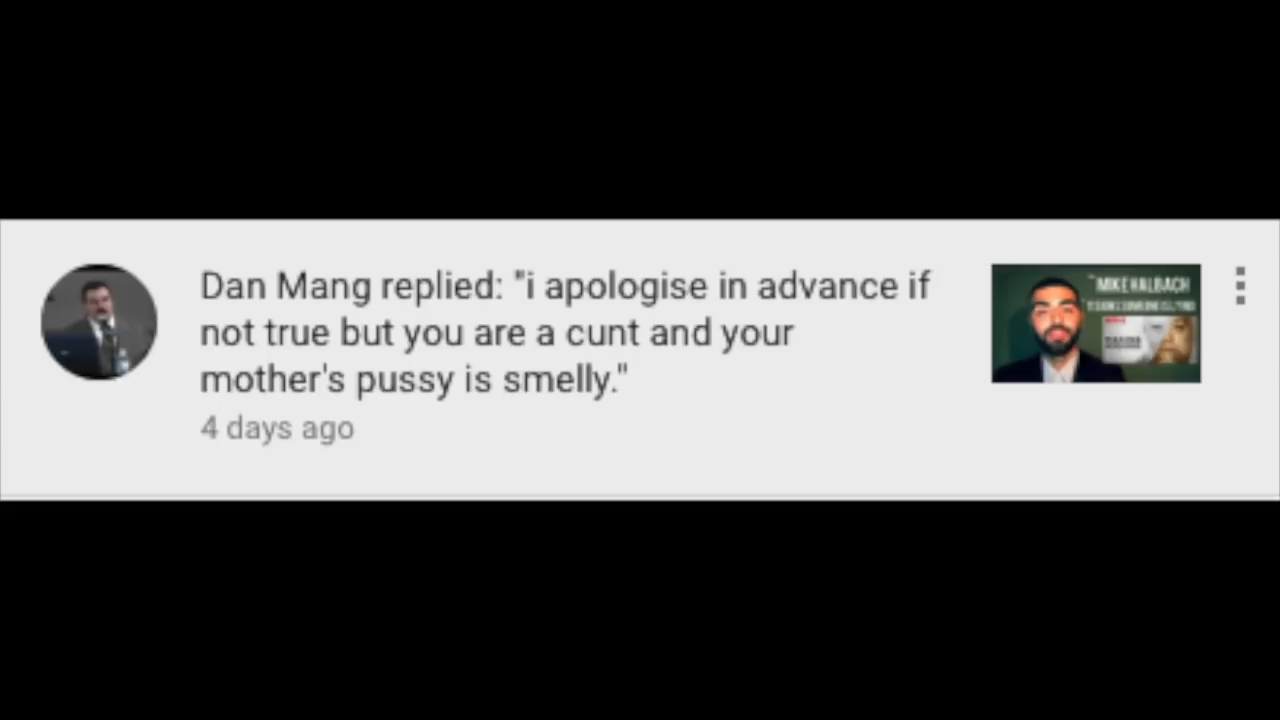 Dan Mang replied: "i apologise in advance if
not true but you are a cunt and your
mother's pussy is smelly."
4 days ago
MIKE HALBACH